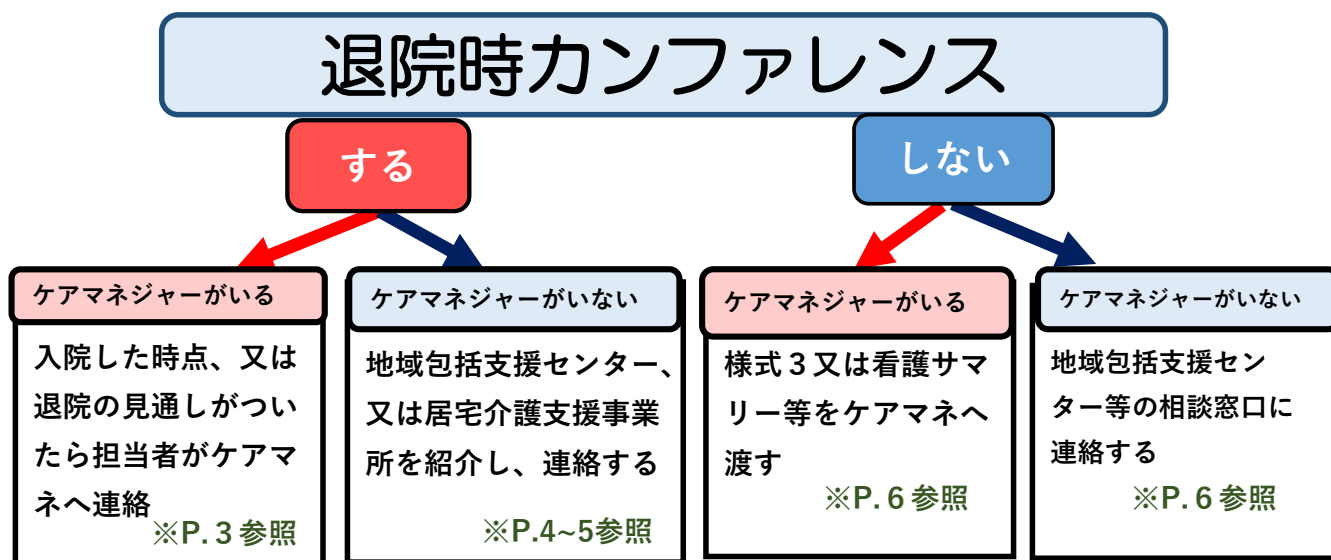 退院時カンファレンス
する
しない
ケアマネジャーがいる
入院した時点、又は
退院の見通しがつい
たら担当者がケアマ
ネへ連絡
※P.３参照
ケアマネジャーがいない
地域包括支援センター、
又は居宅介護支援事業
所を紹介し、連絡する
※P.4~5参照
ケアマネジャーがいる
様式３又は看護サマ
リー等をケアマネへ
渡す
※P.６参照
ケアマネジャーがいない
地域包括支援セン
ター等の相談窓口に
連絡する
※P.６参照